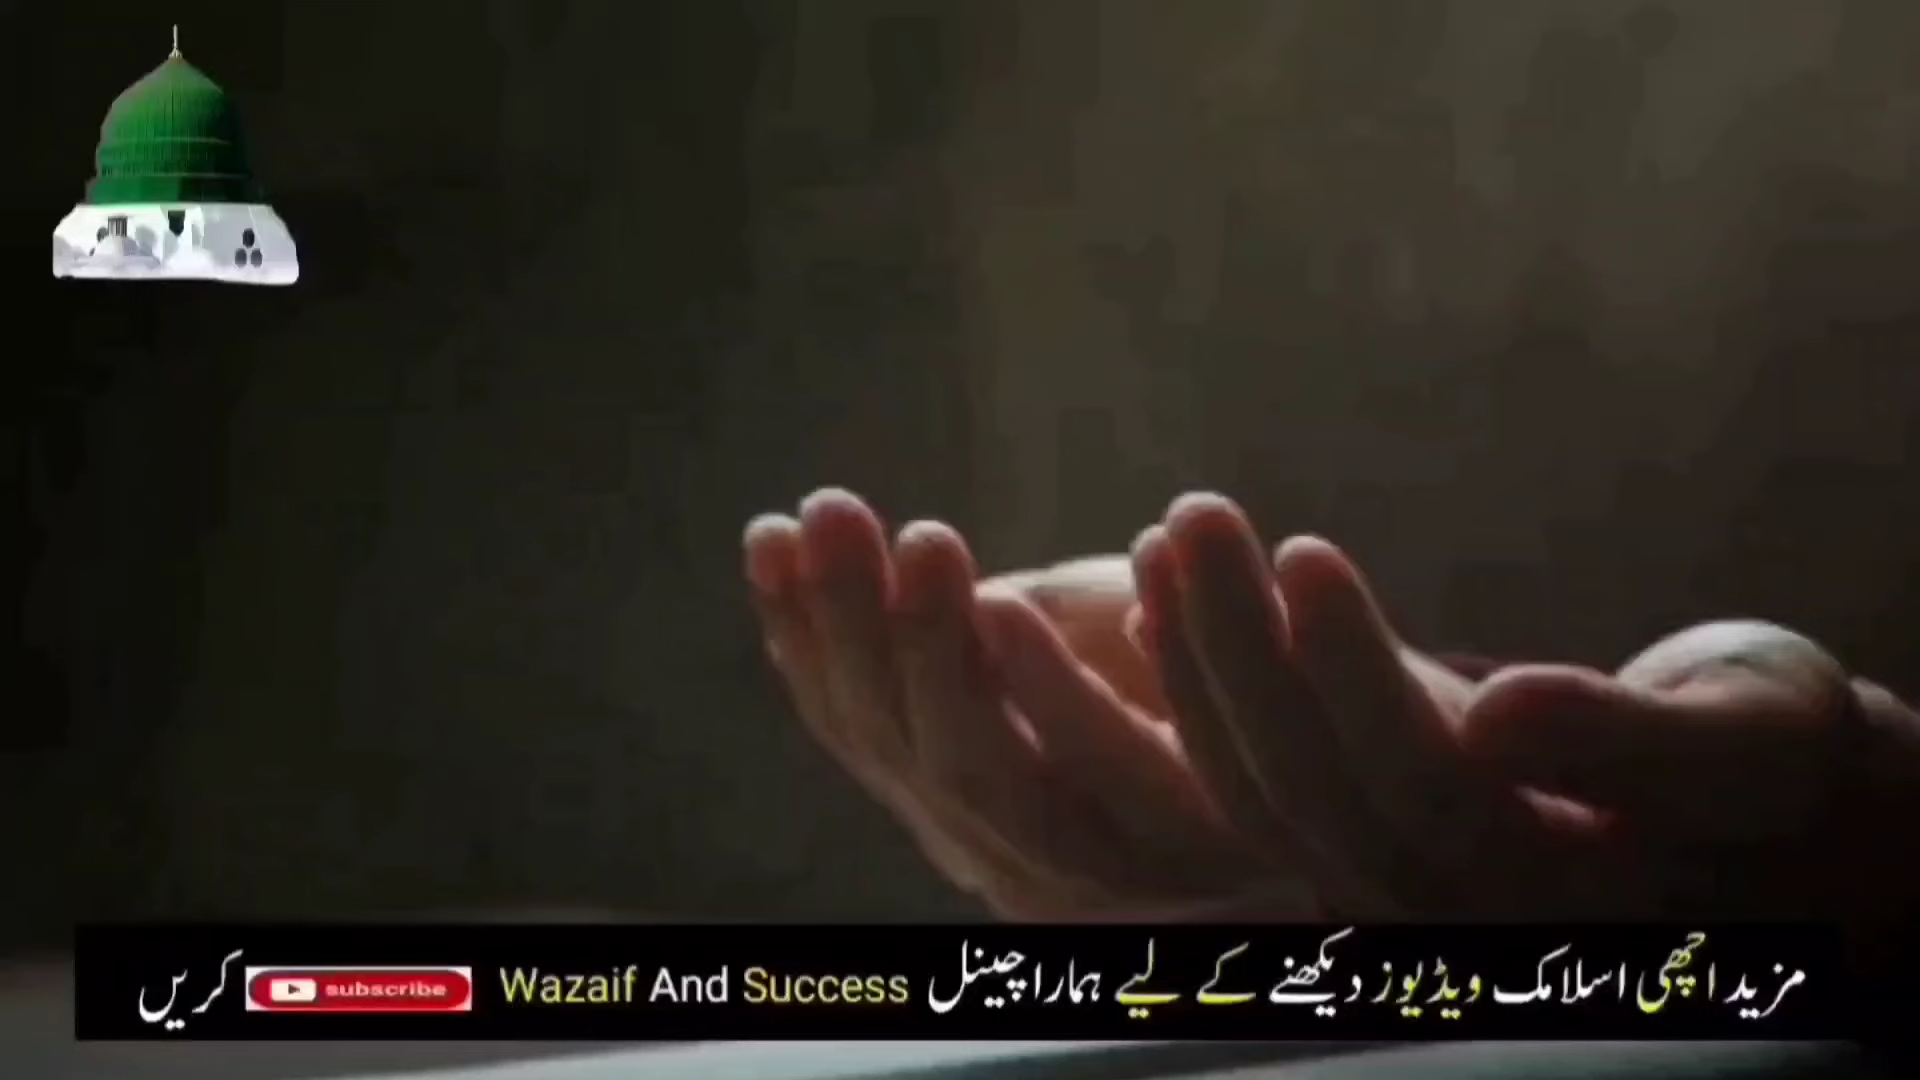 مزید اچھی اسلامک ویڈیوز دیکھنے کے لیے ہمارا چینل Wazaif And Success subscribe کریں